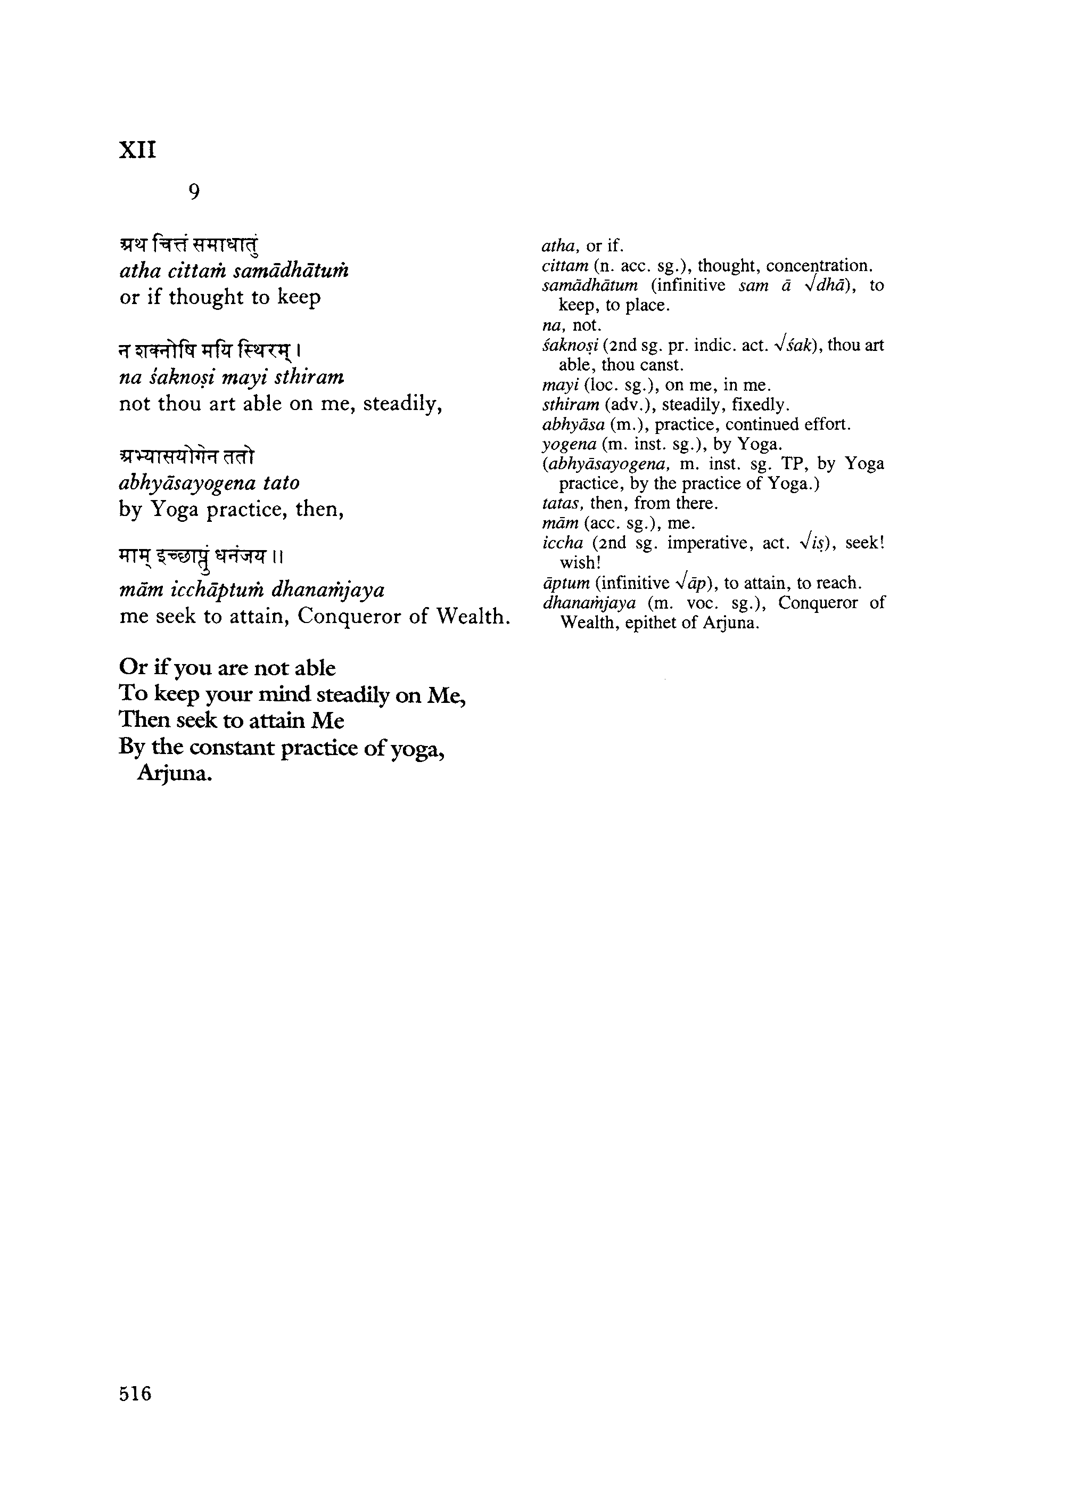 XII
9
अथ चित्तं समाधातुं
atha cittaṁ samādhātuṁ
or if thought to keep
न शक्नोषि मयि स्थिरम् ।
na śaknoṣi mayi sthiram
not thou art able on me, steadily,
अभ्यासयोगेन ततो
abhyāsayogena tato
by Yoga practice, then,
माम् इच्छाप्तुं धनंजय ॥
mām icchāptuṁ dhanaṁjaya
me seek to attain, Conqueror of Wealth.
Or if you are not able
To keep your mind steadily on Me,
Then seek to attain Me
By the constant practice of yoga,
Arjuna.
atha, or if.
cittam (n. acc. sg.), thought, concentration.
samādhātum (infinitive sam ā √dhā), to
keep, to place.
na, not.
śaknoṣi (2nd sg. pr. indic. act. √śak), thou art
able, thou canst.
mayi (loc. sg.), on me, in me.
sthiram (adv.), steadily, fixedly.
abhyāsa (m.), practice, continued effort.
yogena (m. inst. sg.), by Yoga.
(abhyāsayogena, m. inst. sg. TP, by Yoga
practice, by the practice of Yoga.)
tatas, then, from there.
mām (acc. sg.), me.
iccha (2nd sg. imperative, act. √iṣ), seek!
wish!
āptum (infinitive √āp), to attain, to reach.
dhanaṁjaya (m. voc. sg.), Conqueror of
Wealth, epithet of Arjuna.
516